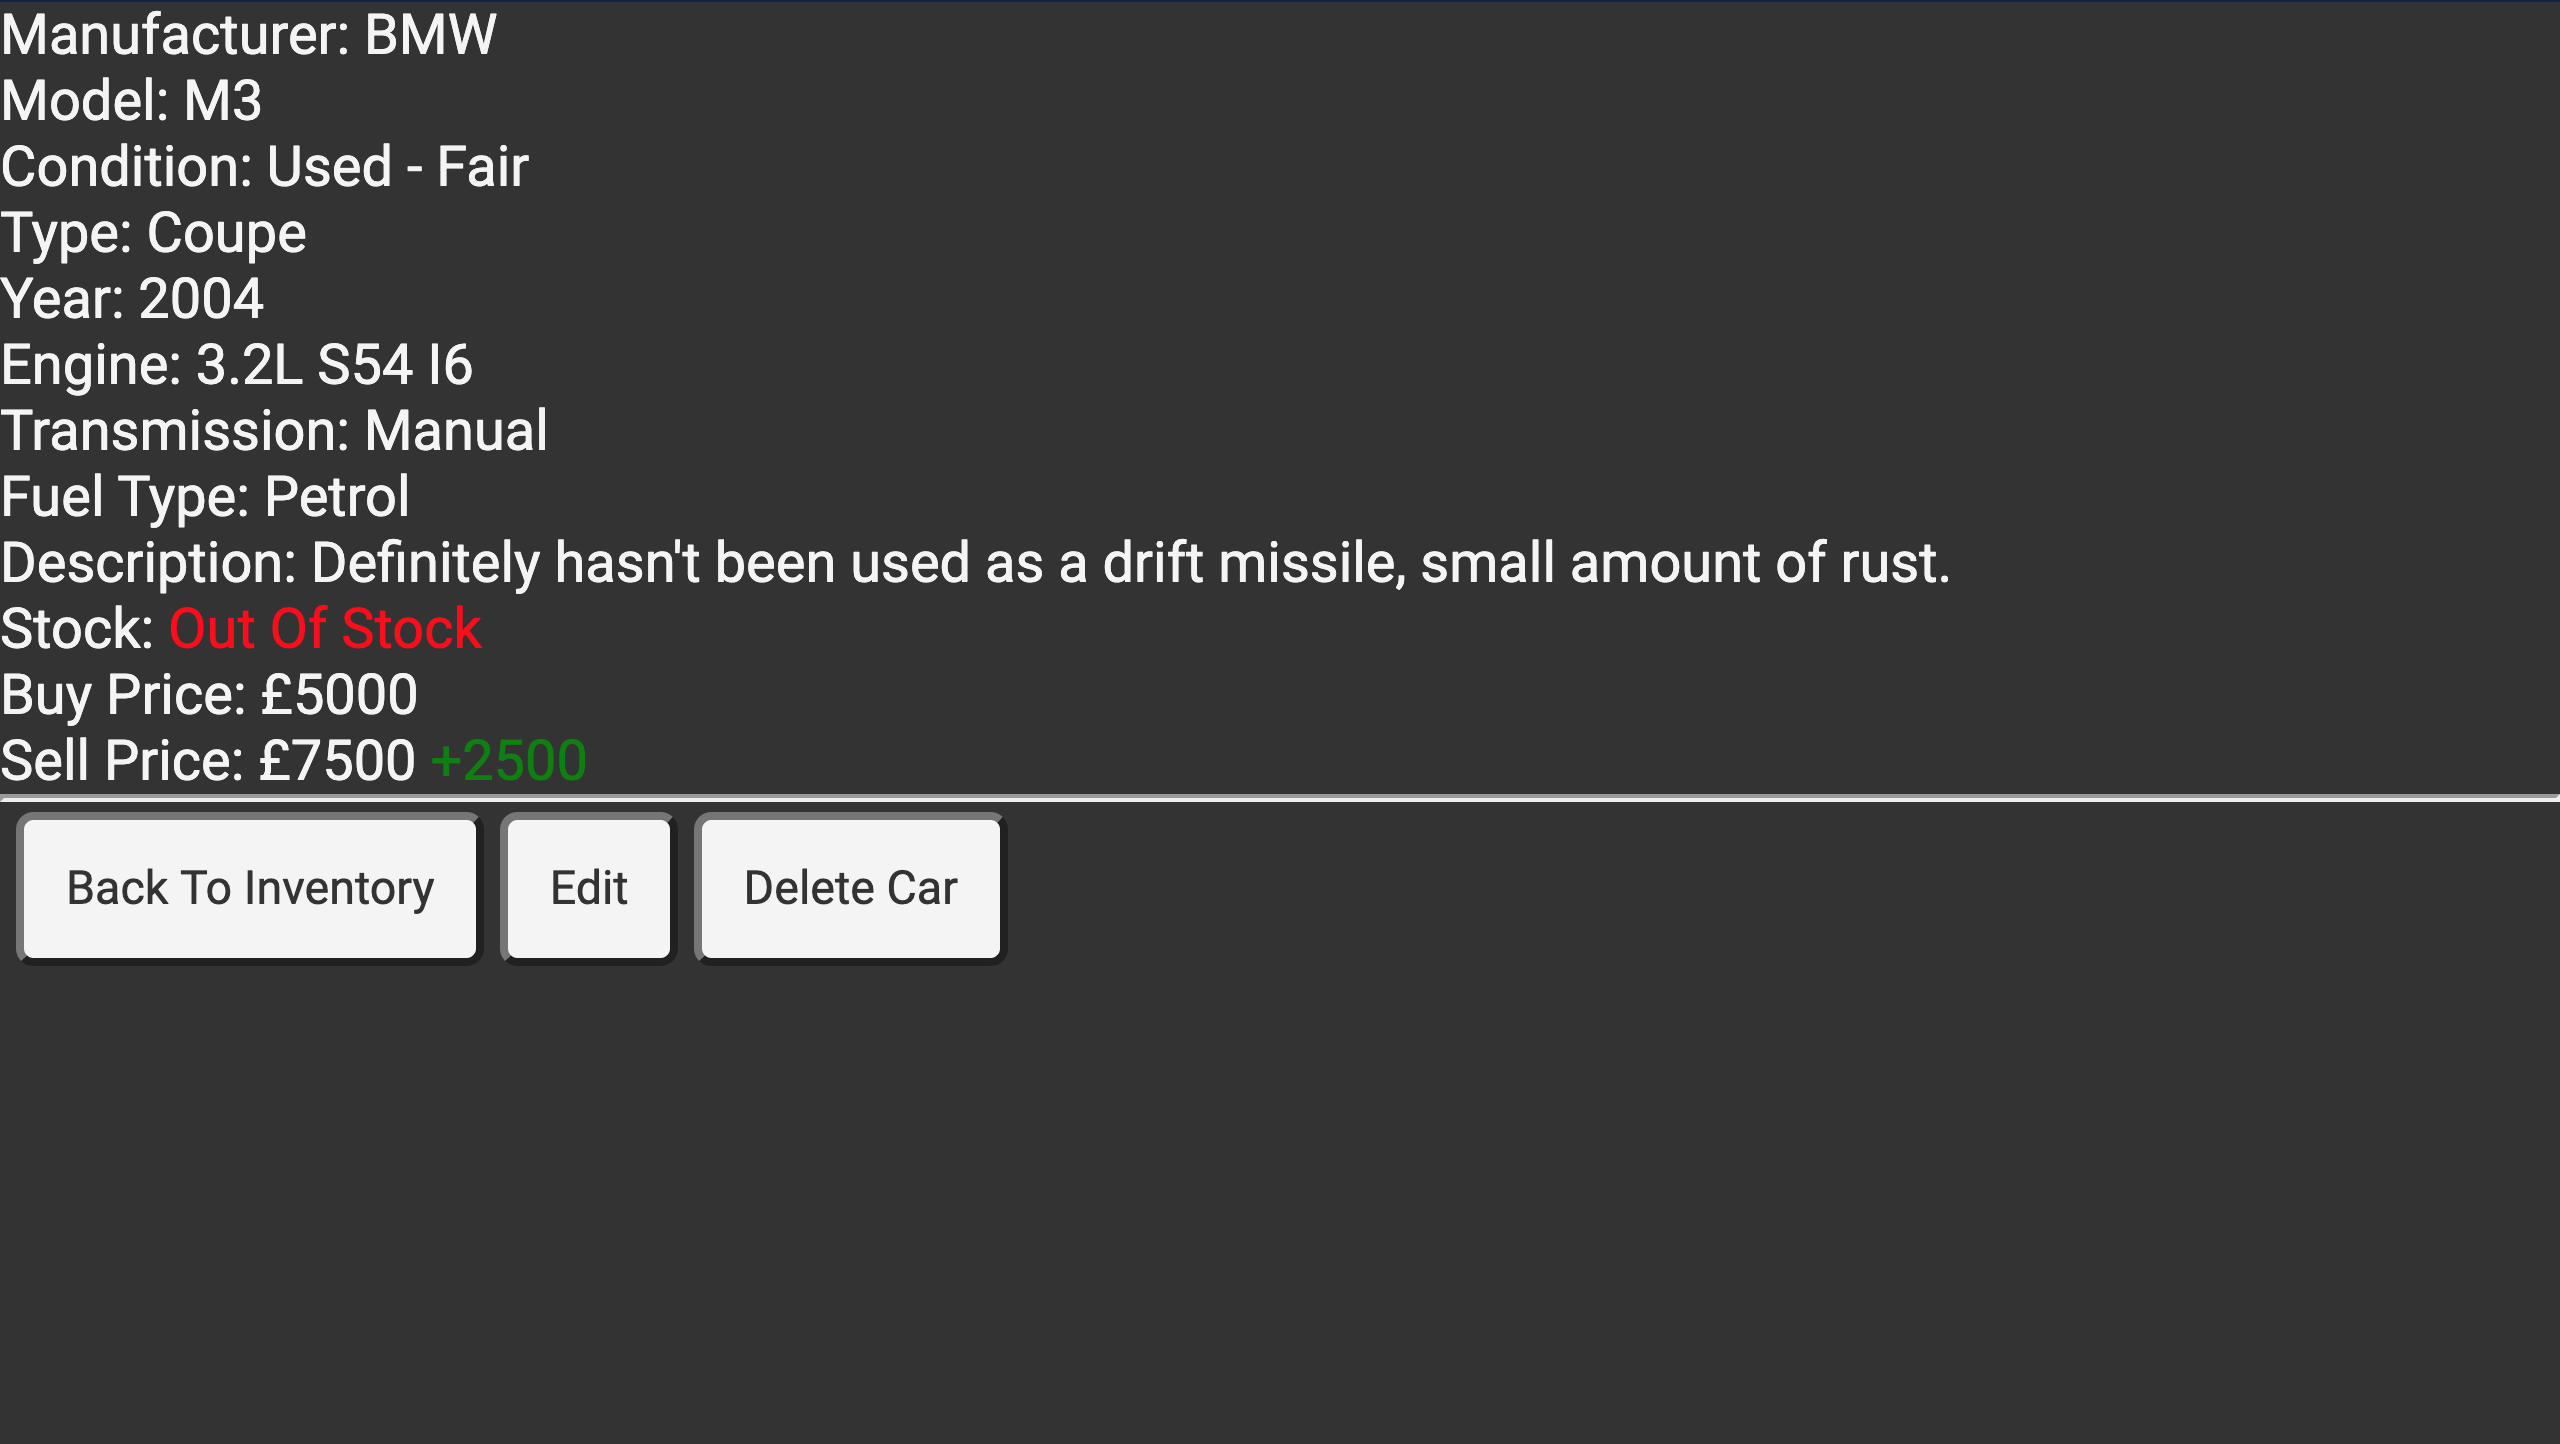 Manufacturer: BMW
Model: M3
Condition: Used - Fair
Type: Coupe
Year: 2004
Engine: 3.2L S54 I6
Transmission: Manual
Fuel Type: Petrol
Description: Definitely hasn't been used as a drift missile, small amount of rust.
Stock: Out Of Stock
Buy Price: £5000
Sell Price: £7500 +2500
Back To Inventory
Edit
Delete Car